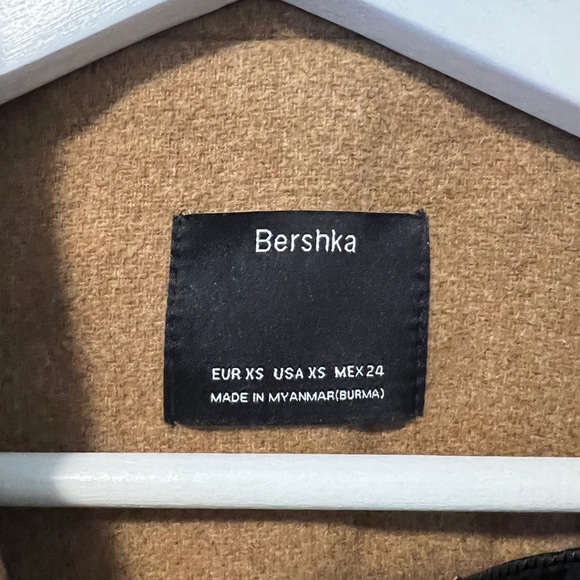 Bershka
EUR XS USA XS MEX 24
MADE IN MYANMAR(BURMA)